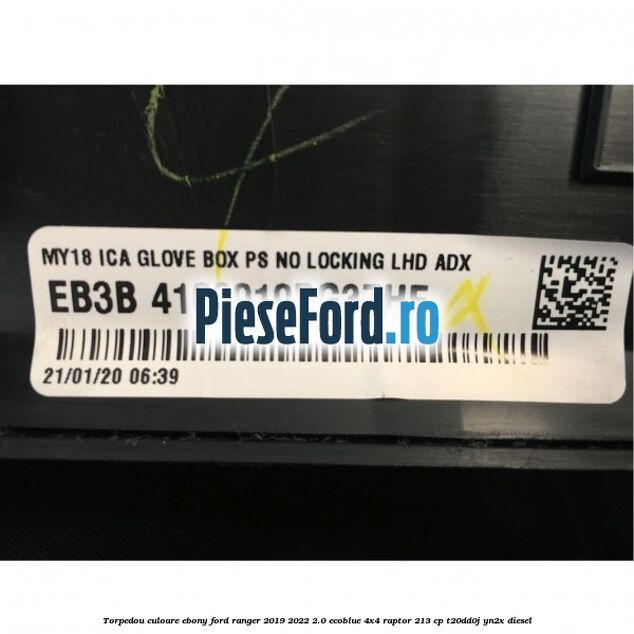 MY18 ICA GLOVE BOX PS NO LOCKING LHD ADX
EB3B
PieseFord.ro
21/01/20 06:39
Torpedou culoare ebony ford ranger 2019 2022 2.0 ecoblue 4x4 raptor 213 cp t20dd0j yn2x diesel